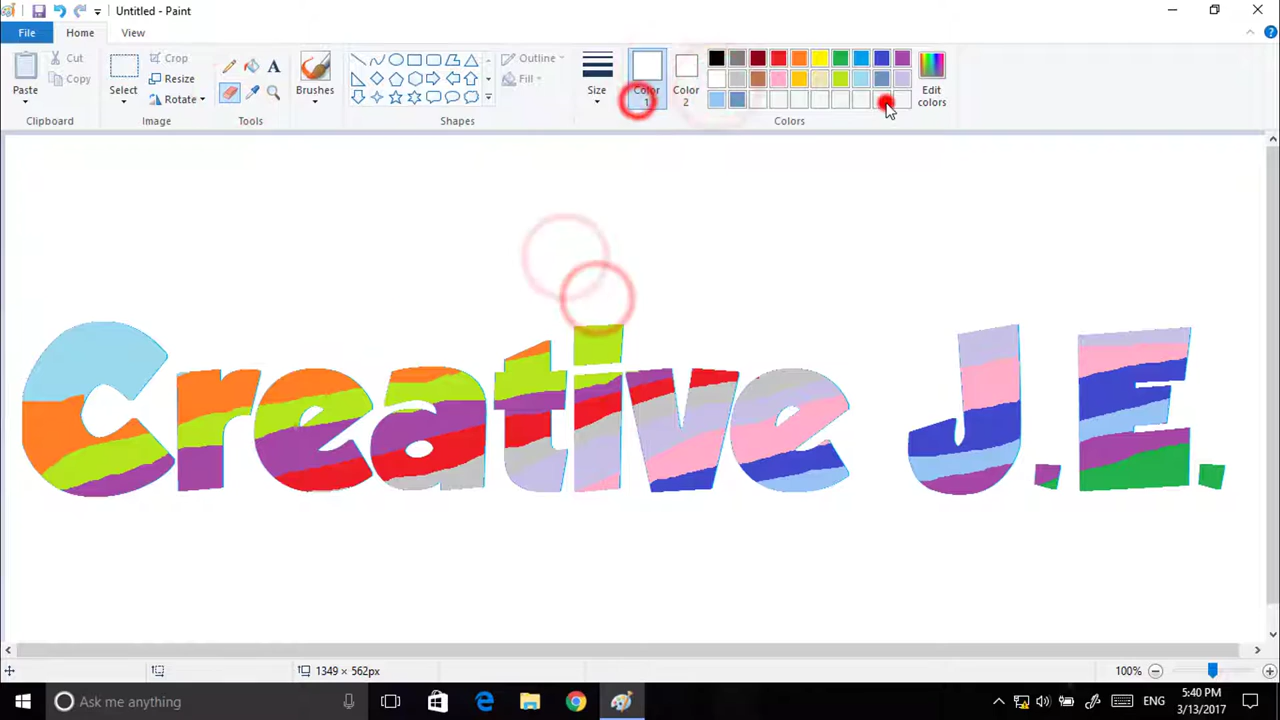 Untitled - Paint
File Home View
Paste
Cut
Copy
Clipboard
Select
Crop
Resize
Rotate
Image
A
Tools
Brushes
Outline
Fill
Shapes
Size
Color 1
Color 2
Edit colors
Colors
Creative J.E.
1349 × 562px
100%
Ask me anything
ENG
5:40 PM
3/13/2017